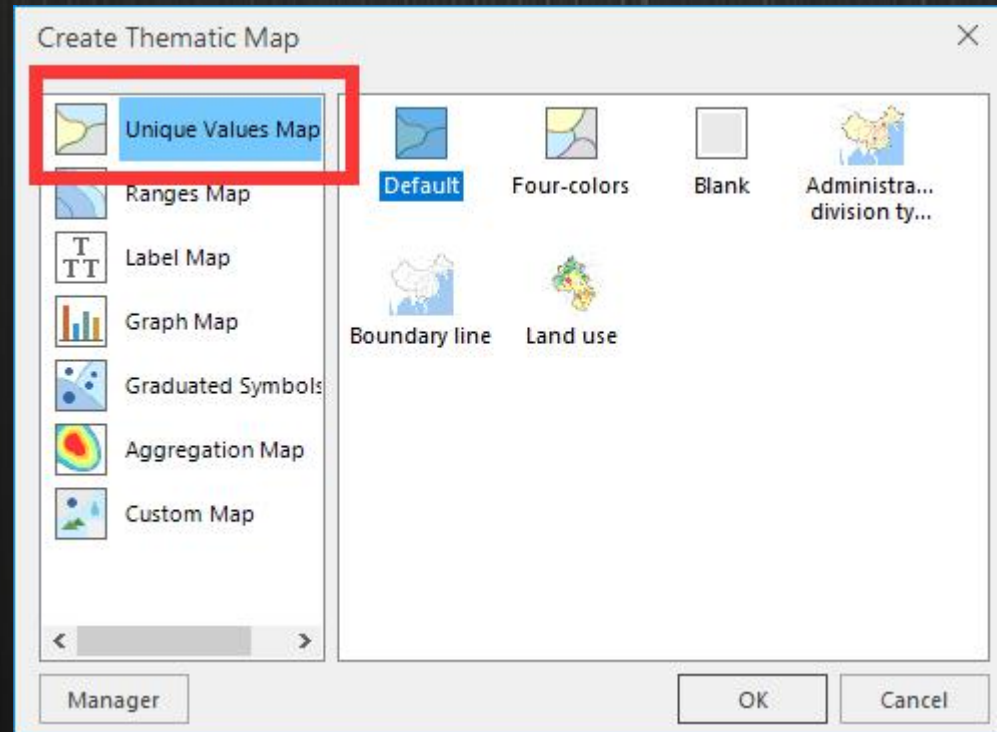 Create Thematic Map
Unique Values Map
Ranges Map
T
TT
Label Map
Graph Map
Graduated Symbols
Aggregation Map
Custom Map
Default
Four-colors
Blank
Administra...
division ty...
Boundary line
Land use
Manager
OK
Cancel